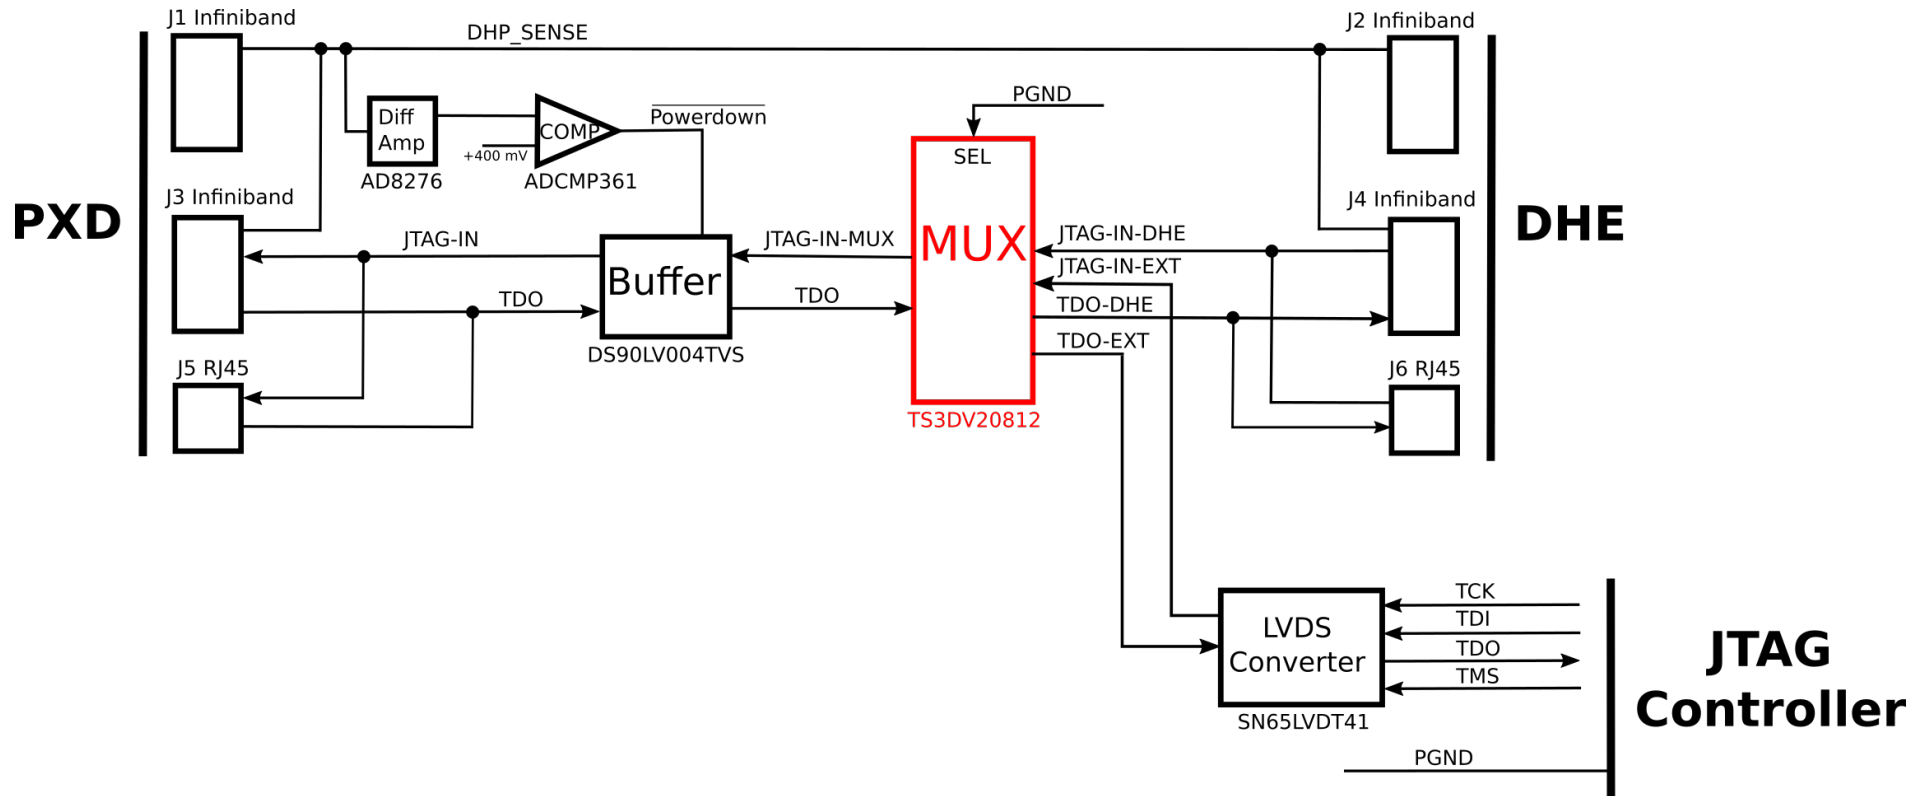 J1 Infiniband
DHP_SENSE
J2 Infiniband
PGND
Diff
Amp
COMP
Powerdown
+400 mV
AD8276
ADCMP361
SEL
J3 Infiniband
J4 Infiniband
PXD
DHE
JTAG-IN
JTAG-IN-MUX
MUX
JTAG-IN-DHE
JTAG-IN-EXT
Buffer
TDO
TDO
TDO-DHE
TDO-EXT
DS90LV004TVS
J5 RJ45
J6 RJ45
TS3DV20812
TCK
TDI
TDO
TMS
LVDS
Converter
SN65LVDT41
JTAG
Controller
PGND